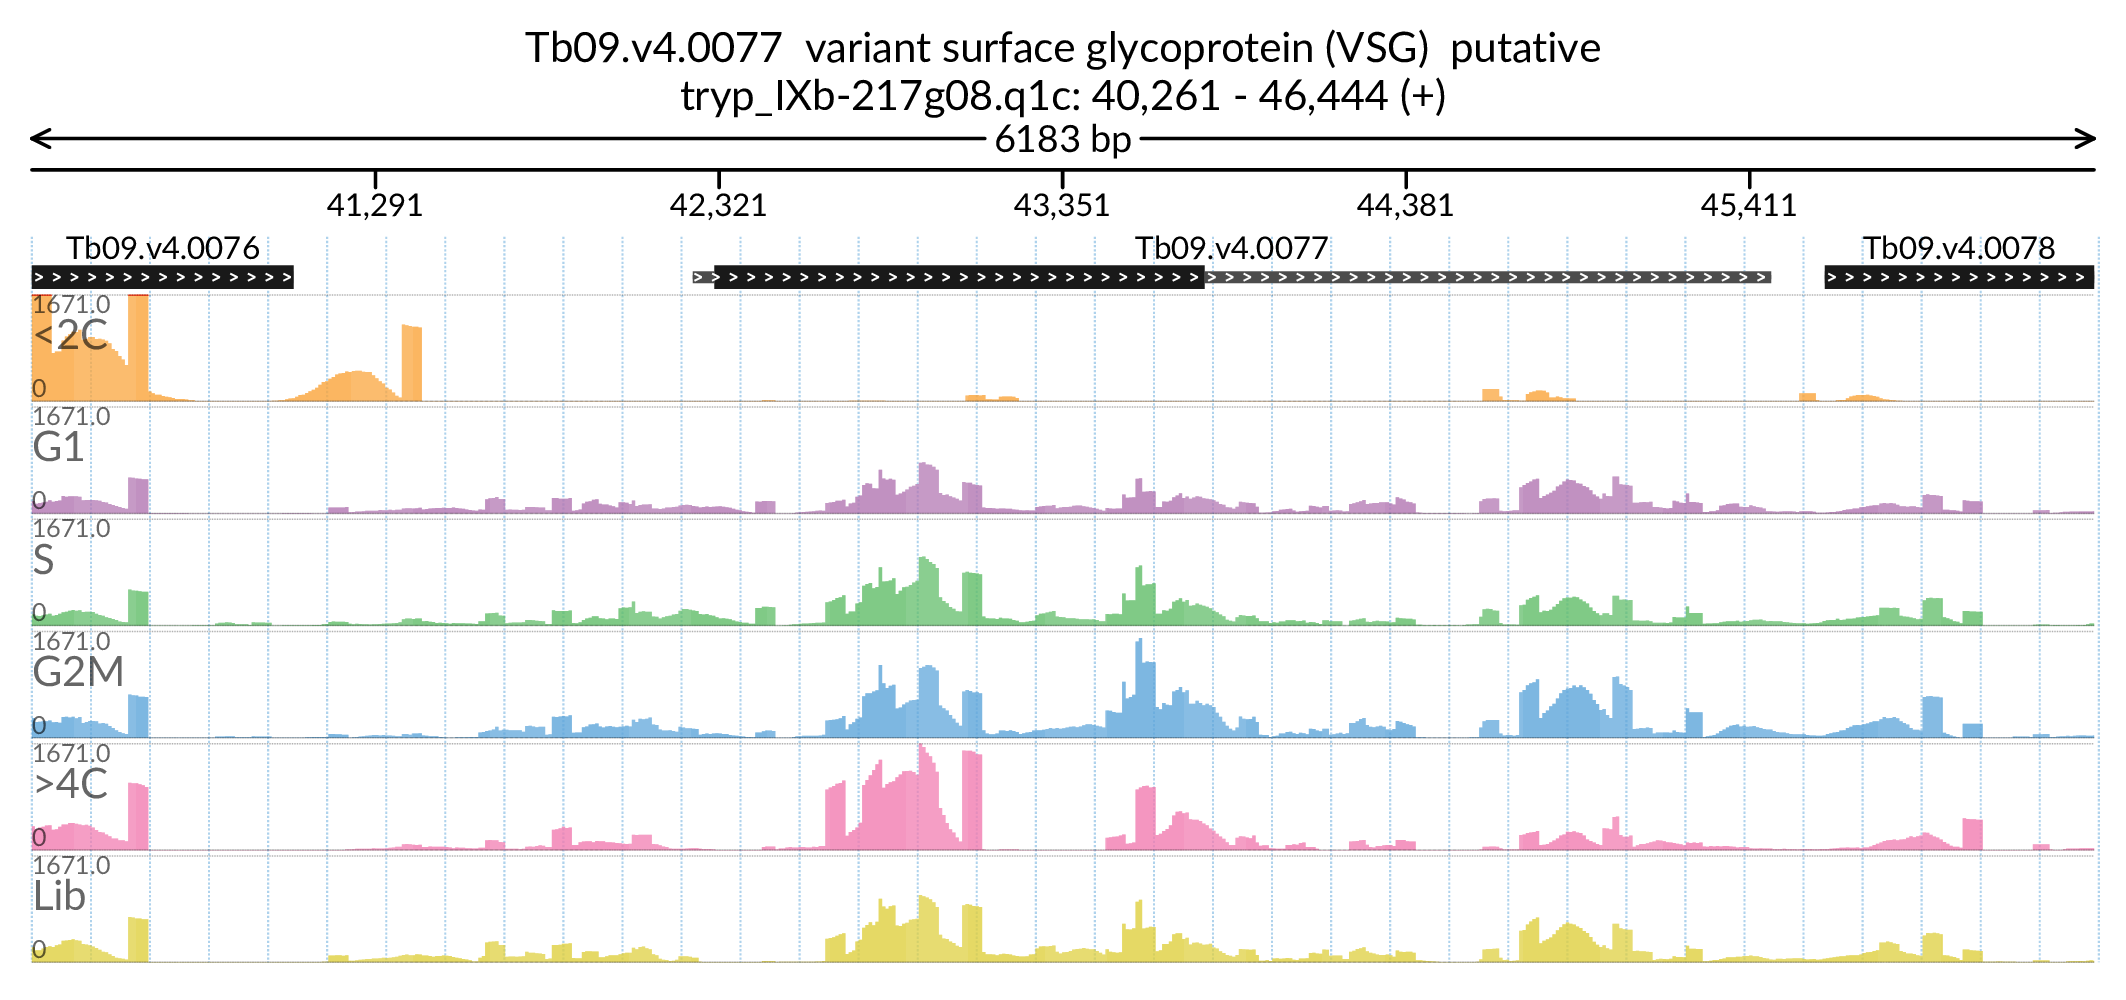 Tb09.v4.0077 variant surface glycoprotein (VSG) putative
tryp_IXb-217g08.q1c: 40,261 - 46,444 (+)
6183 bp
41,291 42,321 43,351 44,381 45,411
Tb09.v4.0076 Tb09.v4.0077 Tb09.v4.0078
1671.0
<2C
0
1671.0
G1
0
1671.0
S
0
1671.0
G2M
0
1671.0
>4C
0
1671.0
Lib
0